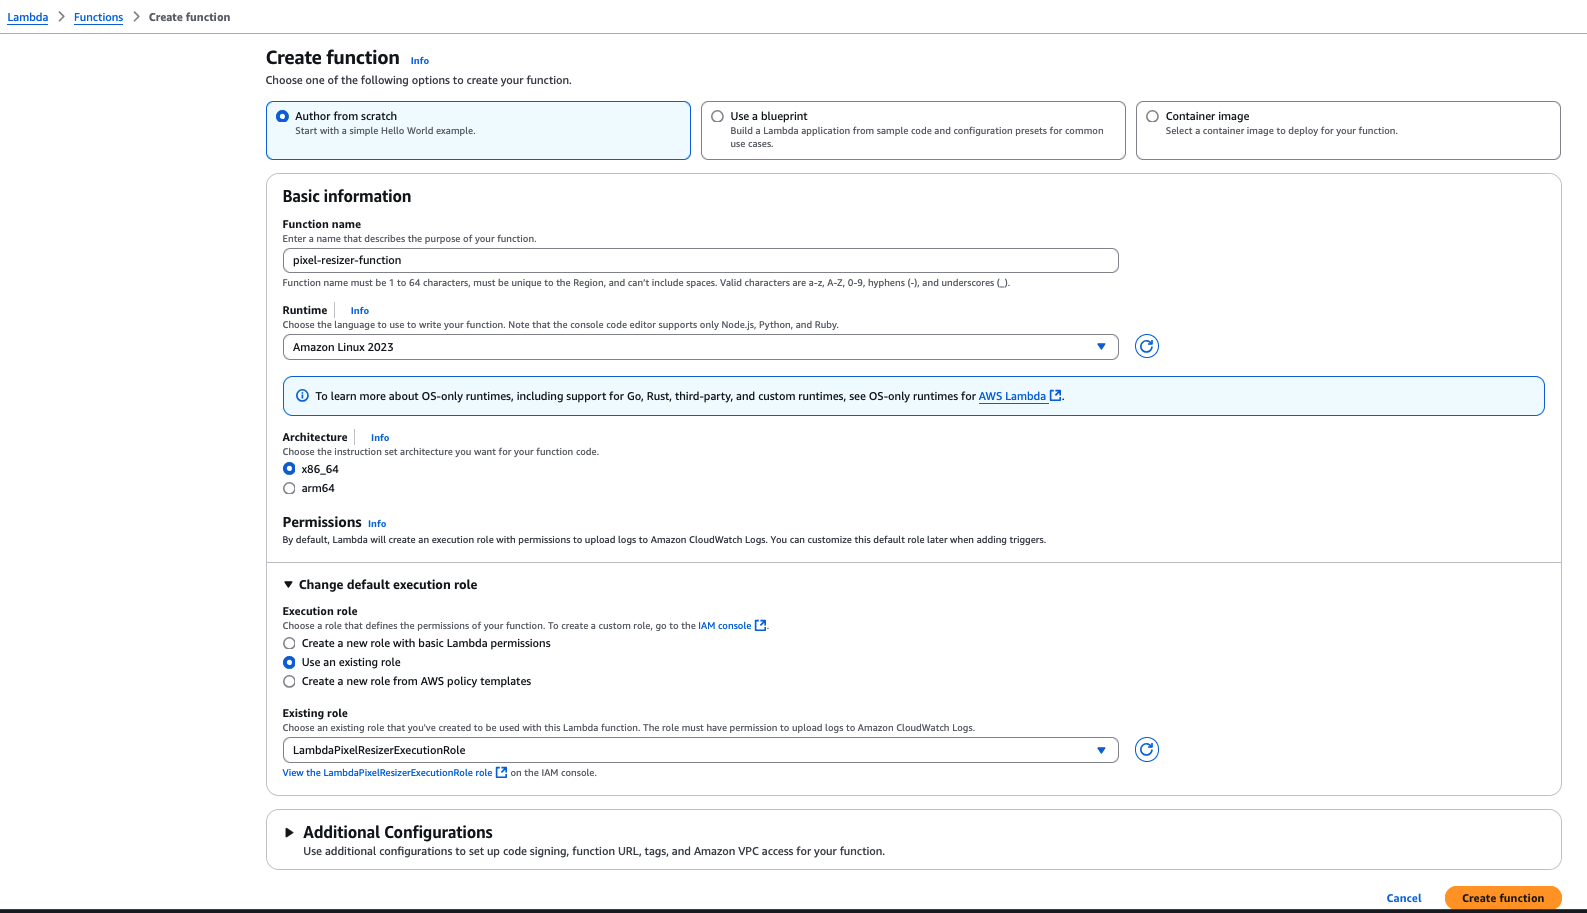 Lambda > Functions > Create function
Create function Info
Choose one of the following options to create your function.
Author from scratch
Start with a simple Hello World example.
Use a blueprint
Build a Lambda application from sample code and configuration presets for common
use cases.
Container image
Select a container image to deploy for your function.
Basic information
Function name
Enter a name that describes the purpose of your function.
pixel-resizer-function
Function name must be 1 to 64 characters, must be unique to the Region, and can't include spaces. Valid characters are a-z, A-Z, 0-9, hyphens (-), and underscores (_).
Runtime Info
Choose the language to use to write your function. Note that the console code editor supports only Node.js, Python, and Ruby.
Amazon Linux 2023
To learn more about OS-only runtimes, including support for Go, Rust, third-party, and custom runtimes, see OS-only runtimes for AWS Lambda.
Architecture Info
Choose the instruction set architecture you want for your function code.
x86_64
arm64
Permissions Info
By default, Lambda will create an execution role with permissions to upload logs to Amazon CloudWatch Logs. You can customize this default role later when adding triggers.
Change default execution role
Execution role
Choose a role that defines the permissions of your function. To create a custom role, go to the IAM console.
Create a new role with basic Lambda permissions
Use an existing role
Create a new role from AWS policy templates
Existing role
Choose an existing role that you've created to be used with this Lambda function. The role must have permission to upload logs to Amazon CloudWatch Logs.
LambdaPixelResizerExecutionRole
View the LambdaPixelResizerExecutionRole role on the IAM console.
Additional Configurations
Use additional configurations to set up code signing, function URL, tags, and Amazon VPC access for your function.
Cancel Create function